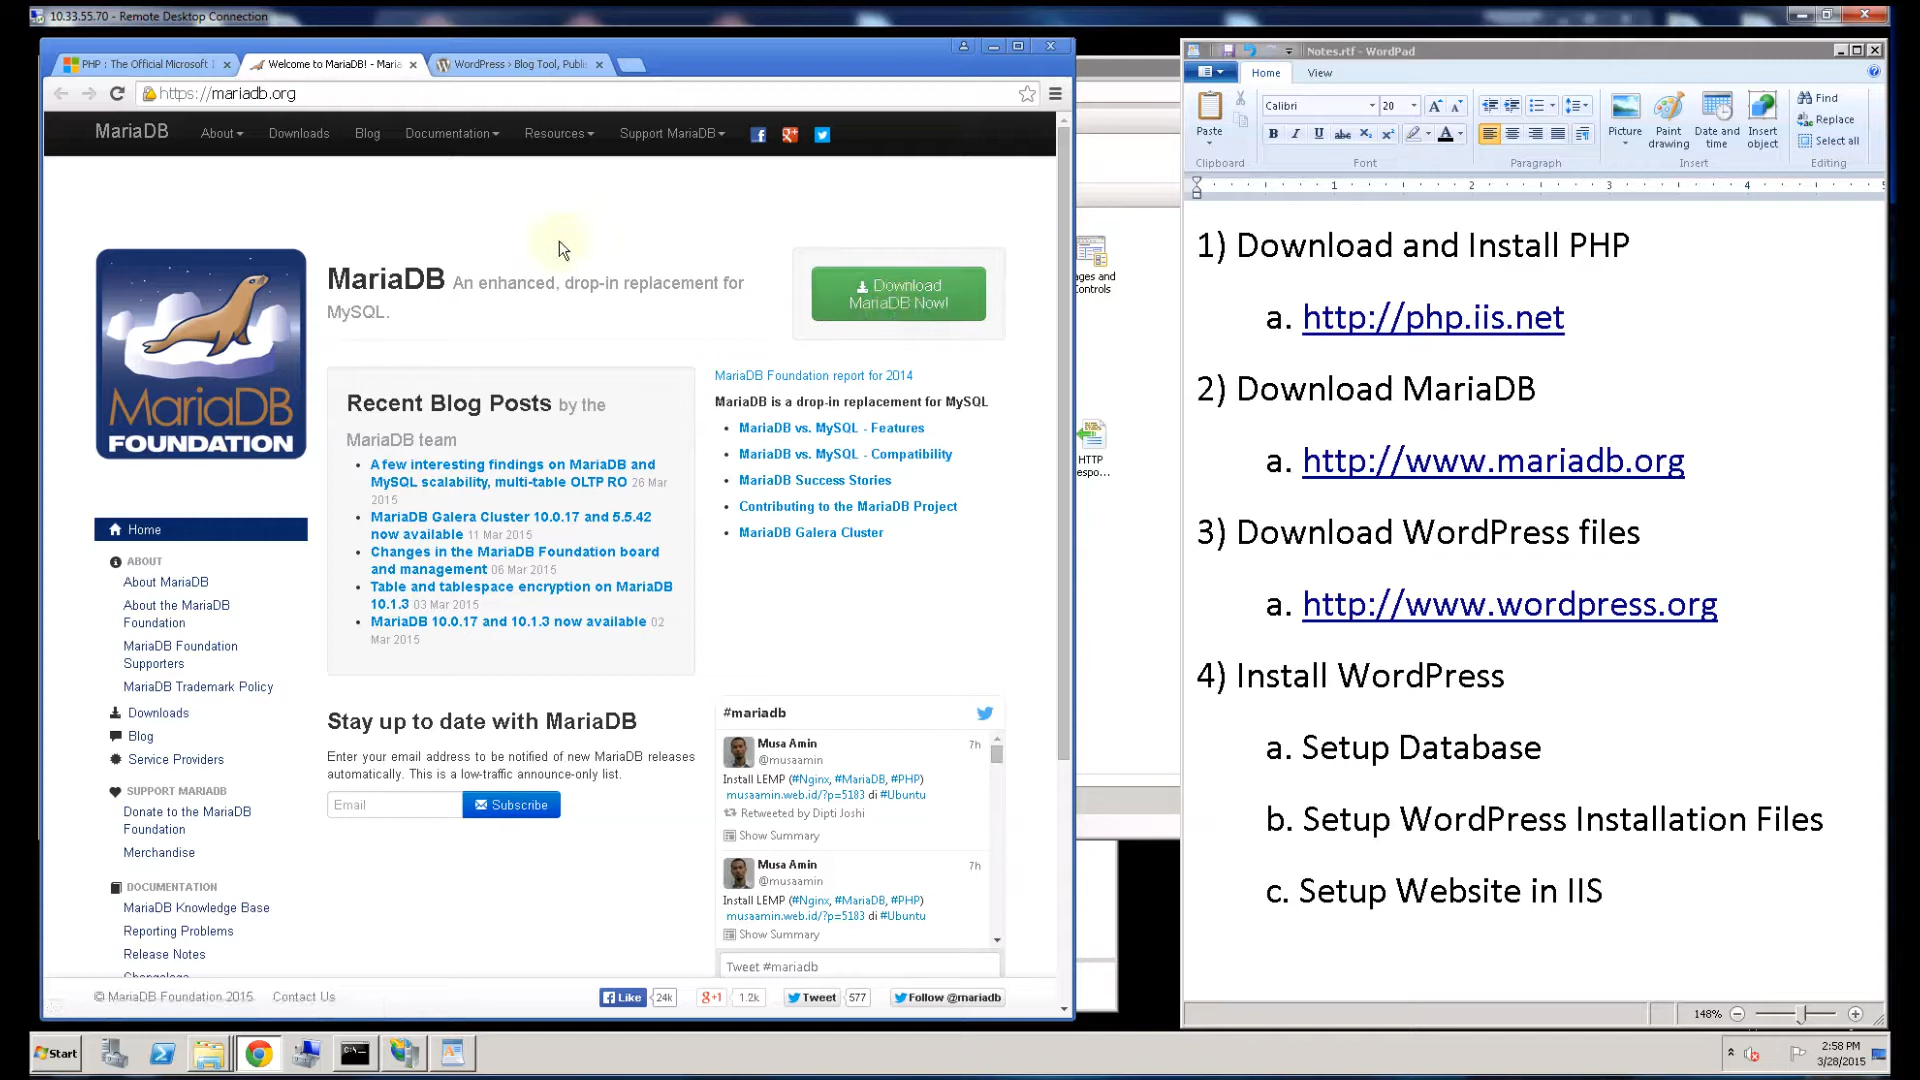 10.33.55.70 - Remote Desktop Connection
PHP : The Official Microsoft
Welcome to MariaDB! - Maria
WordPress › Blog Tool, Publis
https://mariadb.org
MariaDB
About
Downloads
Blog
Documentation
Resources
Support MariaDB
MariaDB An enhanced, drop-in replacement for
MySQL.
Download
MariaDB Now!
MariaDB
FOUNDATION
Recent Blog Posts by the
MariaDB team
A few interesting findings on MariaDB and
MySQL scalability, multi-table OLTP RO 26 Mar
2015
MariaDB Galera Cluster 10.0.17 and 5.5.42
now available 11 Mar 2015
Changes in the MariaDB Foundation board
and management 06 Mar 2015
Table and tablespace encryption on MariaDB
10.1.3 03 Mar 2015
MariaDB 10.0.17 and 10.1.3 now available 02
Mar 2015
MariaDB Foundation report for 2014
MariaDB is a drop-in replacement for MySQL
MariaDB vs. MySQL - Features
MariaDB vs. MySQL - Compatibility
MariaDB Success Stories
Contributing to the MariaDB Project
MariaDB Galera Cluster
Home
ABOUT
About MariaDB
About the MariaDB
Foundation
MariaDB Foundation
Supporters
MariaDB Trademark Policy
Downloads
Blog
Service Providers
SUPPORT MARIADB
Donate to the MariaDB
Foundation
Merchandise
DOCUMENTATION
MariaDB Knowledge Base
Reporting Problems
Release Notes
Stay up to date with MariaDB
Enter your email address to be notified of new MariaDB releases
automatically. This is a low-traffic announce-only list.
Email
Subscribe
#mariadb
Musa Amin 7h
@musaamin
Install LEMP (#Nginx, #MariaDB, #PHP)
musaamin.web.id/?p=5183 di #Ubuntu
Retweeted by Dipti Joshi
Show Summary
Musa Amin 7h
@musaamin
Install LEMP (#Nginx, #MariaDB, #PHP)
musaamin.web.id/?p=5183 di #Ubuntu
Show Summary
Tweet #mariadb
© MariaDB Foundation 2015
Contact Us
Like 24k
g+1 1.2k
Tweet 577
Follow @mariadb
ges and
Controls
HTTP
espo...
Notes.rtf - WordPad
Home
View
Paste
Clipboard
Calibri
20
Font
Paragraph
Picture
Paint
drawing
Date and
time
Insert
object
Insert
Find
Replace
Select all
Editing
1 2 3 4 5
1) Download and Install PHP
a. http://php.iis.net
2) Download MariaDB
a. http://www.mariadb.org
3) Download WordPress files
a. http://www.wordpress.org
4) Install WordPress
a. Setup Database
b. Setup WordPress Installation Files
c. Setup Website in IIS
148%
Start
2:58 PM
3/28/2015